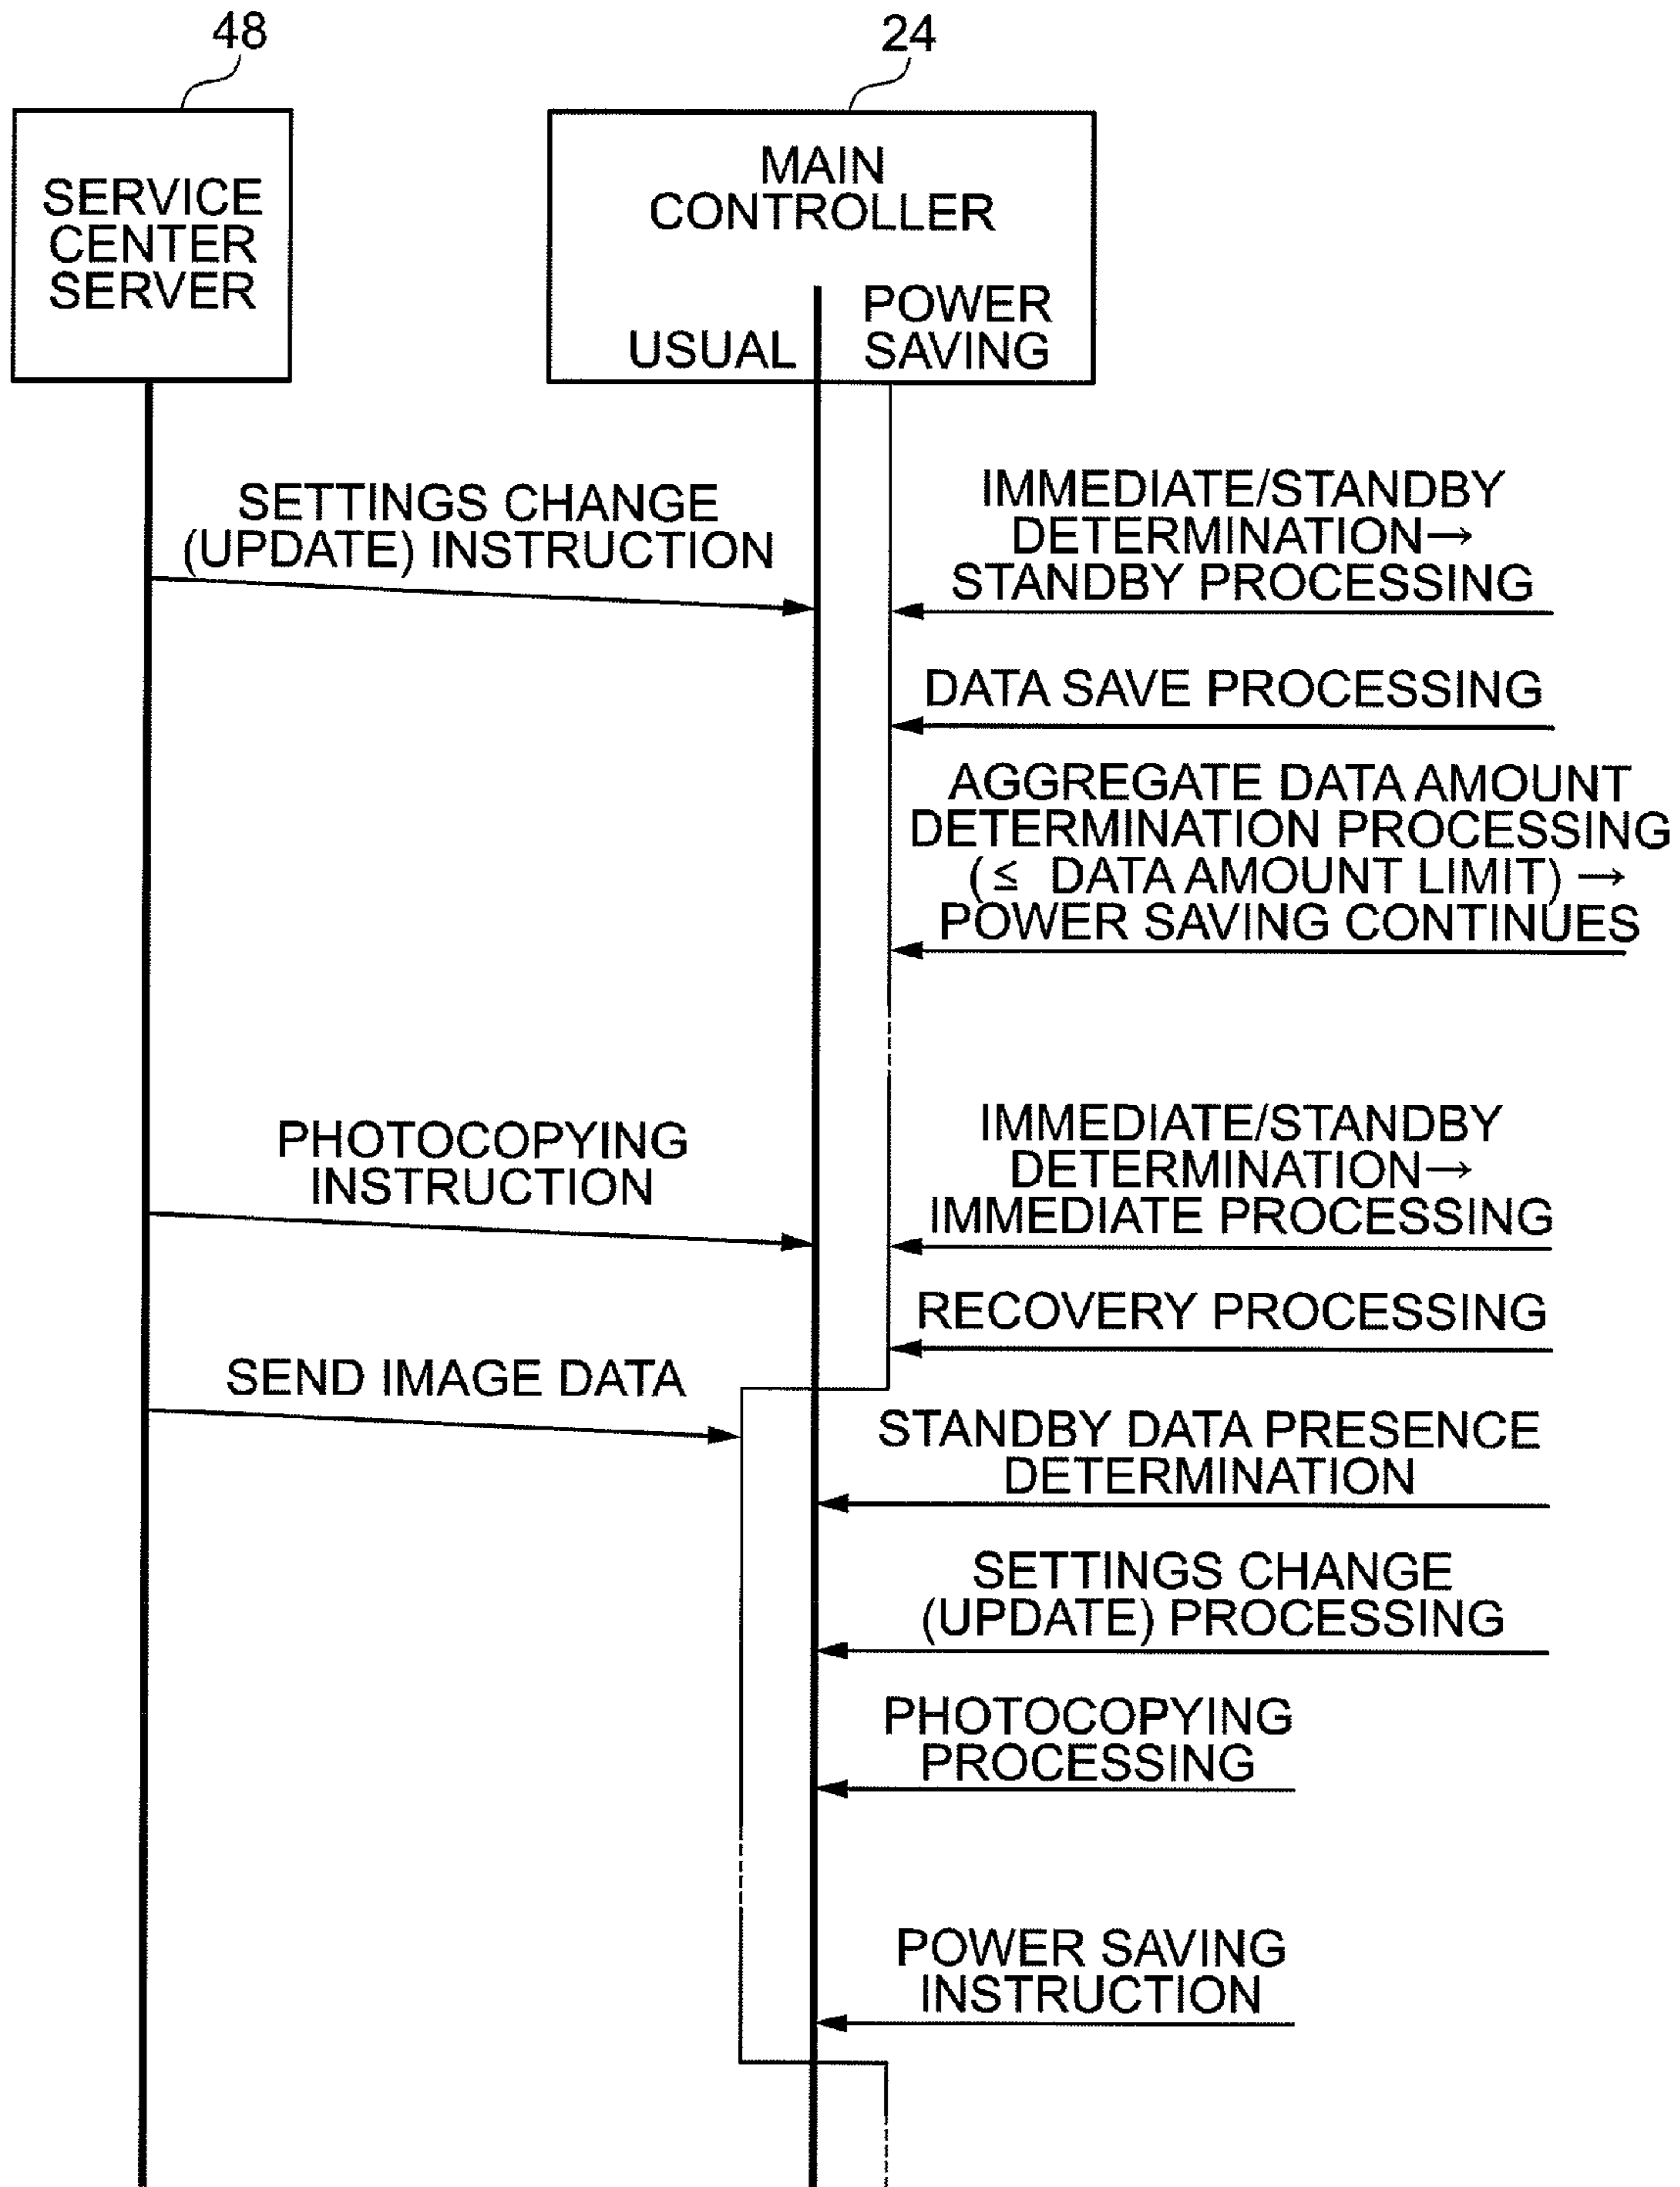 48
24
SERVICE
CENTER
SERVER
MAIN
CONTROLLER
USUAL
POWER
SAVING
SETTINGS CHANGE
(UPDATE) INSTRUCTION
IMMEDIATE/STANDBY
DETERMINATION→
STANDBY PROCESSING
DATA SAVE PROCESSING
AGGREGATE DATA AMOUNT
DETERMINATION PROCESSING
(≤ DATA AMOUNT LIMIT) →
POWER SAVING CONTINUES
PHOTOCOPYING
INSTRUCTION
IMMEDIATE/STANDBY
DETERMINATION→
IMMEDIATE PROCESSING
RECOVERY PROCESSING
SEND IMAGE DATA
STANDBY DATA PRESENCE
DETERMINATION
SETTINGS CHANGE
(UPDATE) PROCESSING
PHOTOCOPYING
PROCESSING
POWER SAVING
INSTRUCTION